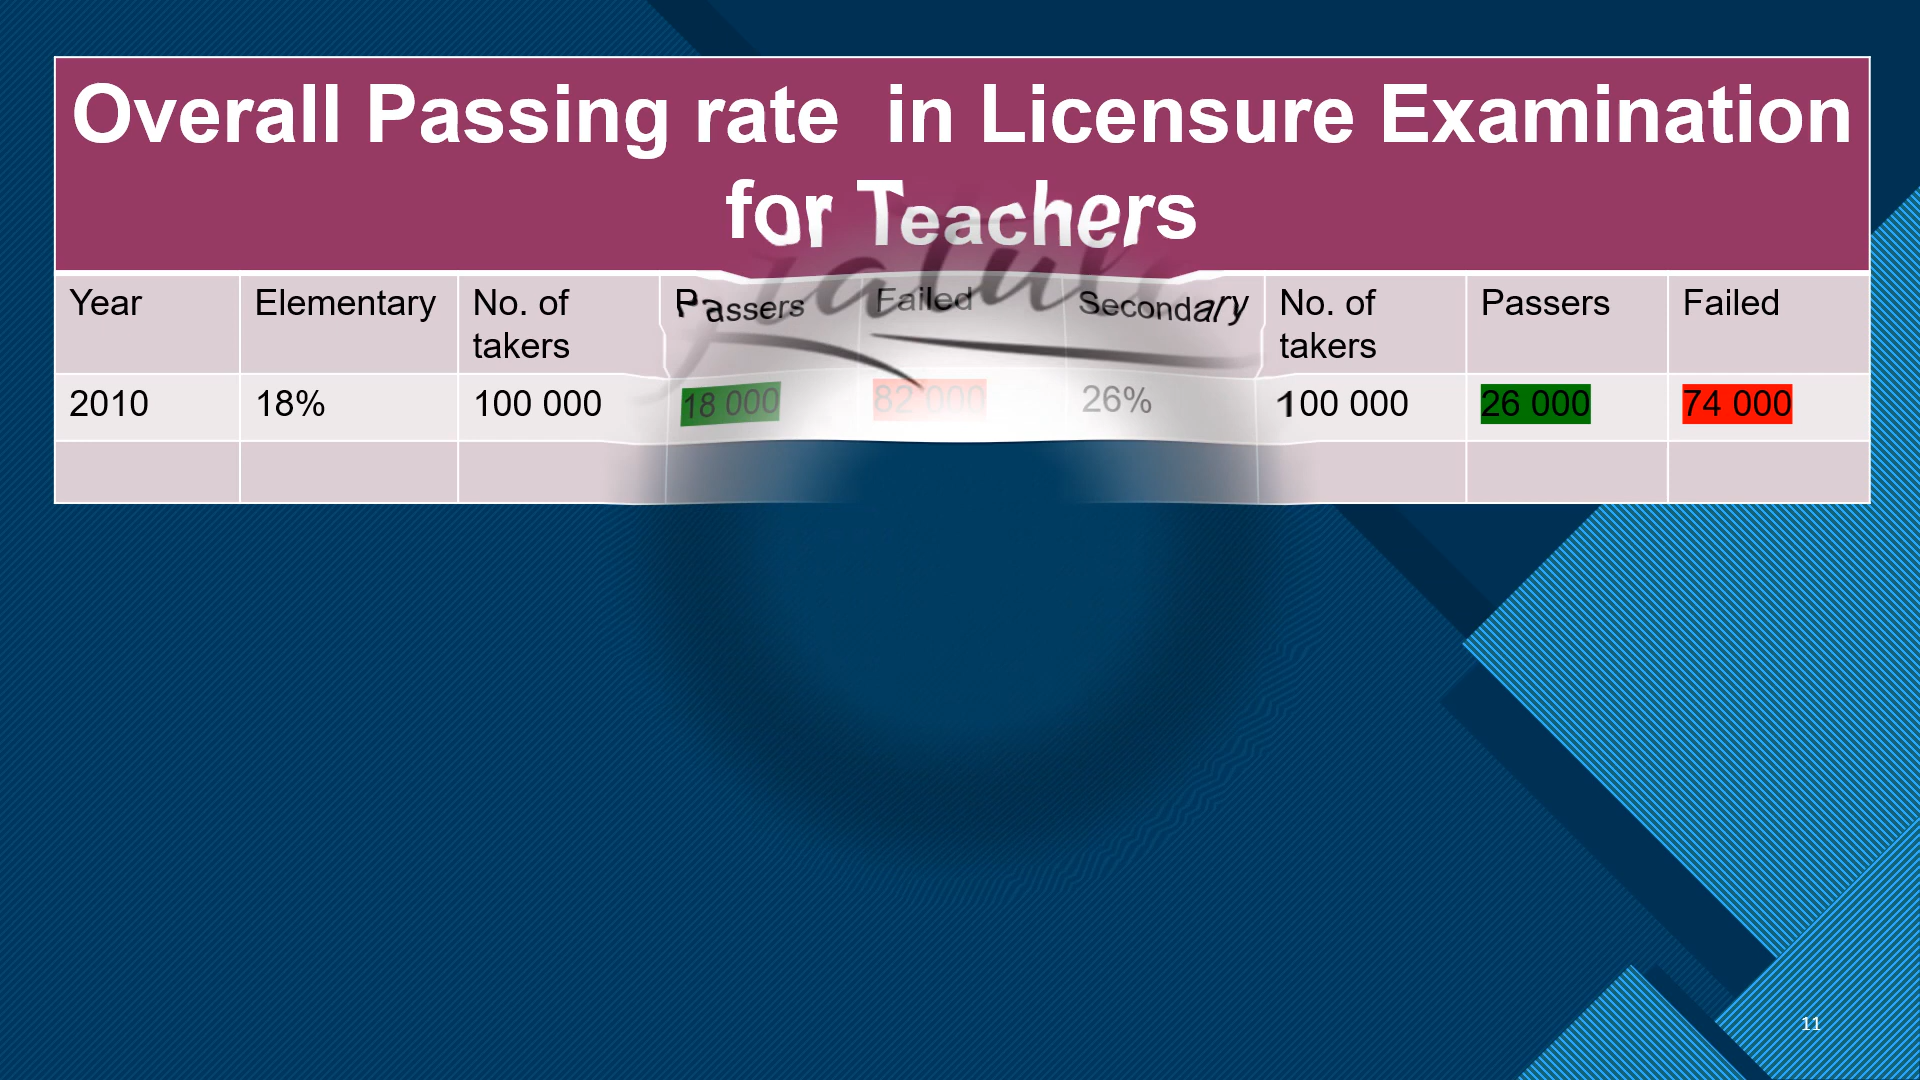 Overall Passing rate in Licensure Examination
for Teachers
Year Elementary No. of takers Passers Failed Secondary No. of takers Passers Failed
2010 18% 100 000 18 000 82 000 26% 100 000 26 000 74 000
11